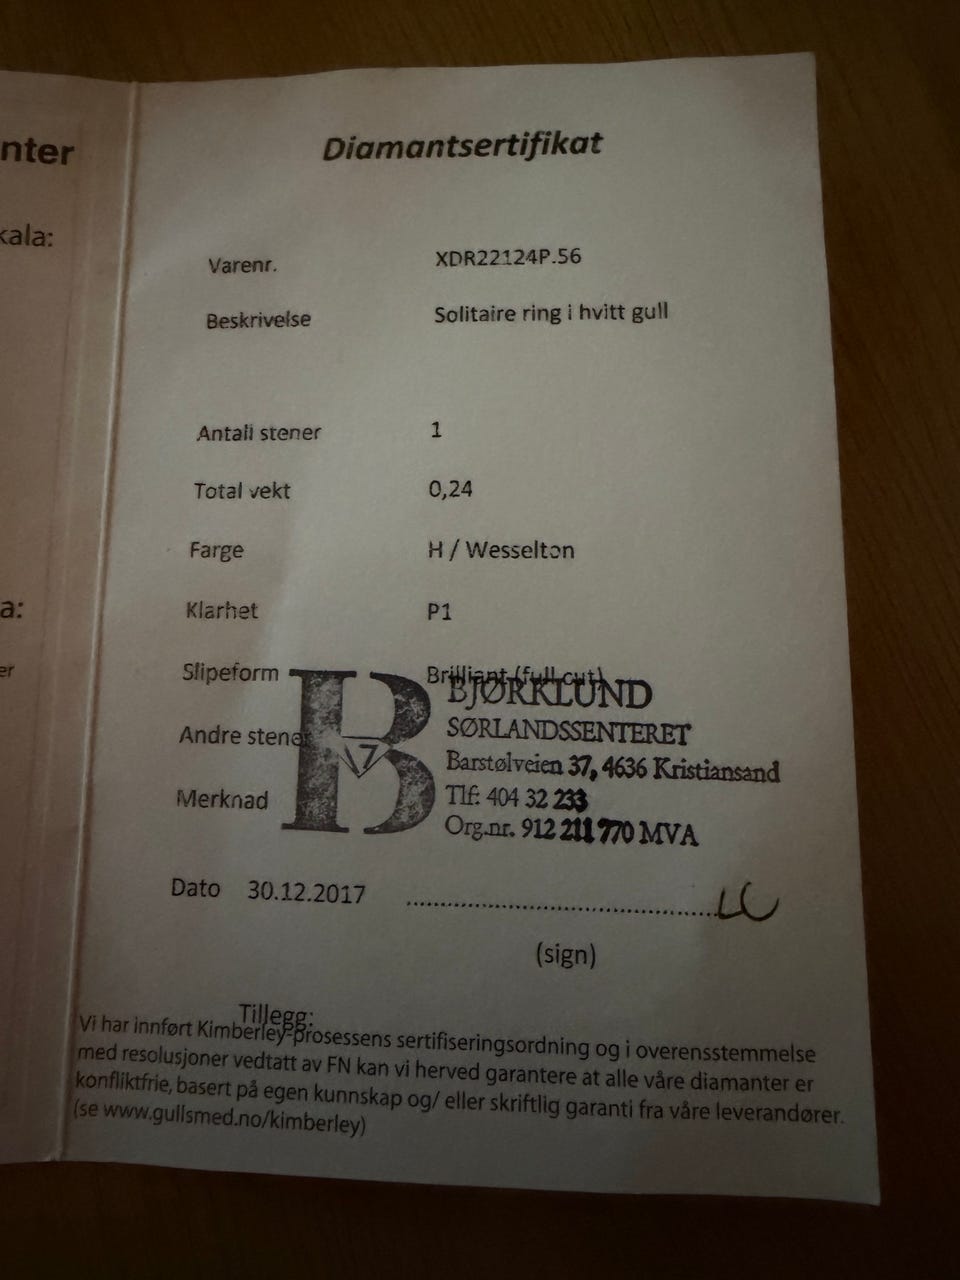 nter
kala:
a:
er
Diamantsertifikat
Varenr. XDR22124P.56
Beskrivelse Solitaire ring i hvitt gull
Antall stener 1
Total vekt 0,24
Farge H / Wesselton
Klarhet P1
Slipeform Brilliant (full cut)
Andre stener
Merknad
B
BJØRKLUND
SØRLANDSSENTERET
Barstølveien 37, 4636 Kristiansand
Tlf: 404 32 233
Org.nr. 912 211 770 MVA
Dato 30.12.2017 ........................................ LC
(sign)
Tillegg:
Vi har innført Kimberley-prosessens sertifiseringsordning og i overensstemmelse
med resolusjoner vedtatt av FN kan vi herved garantere at alle våre diamanter er
konfliktfrie, basert på egen kunnskap og/ eller skriftlig garanti fra våre leverandører.
(se www.gullsmed.no/kimberley)